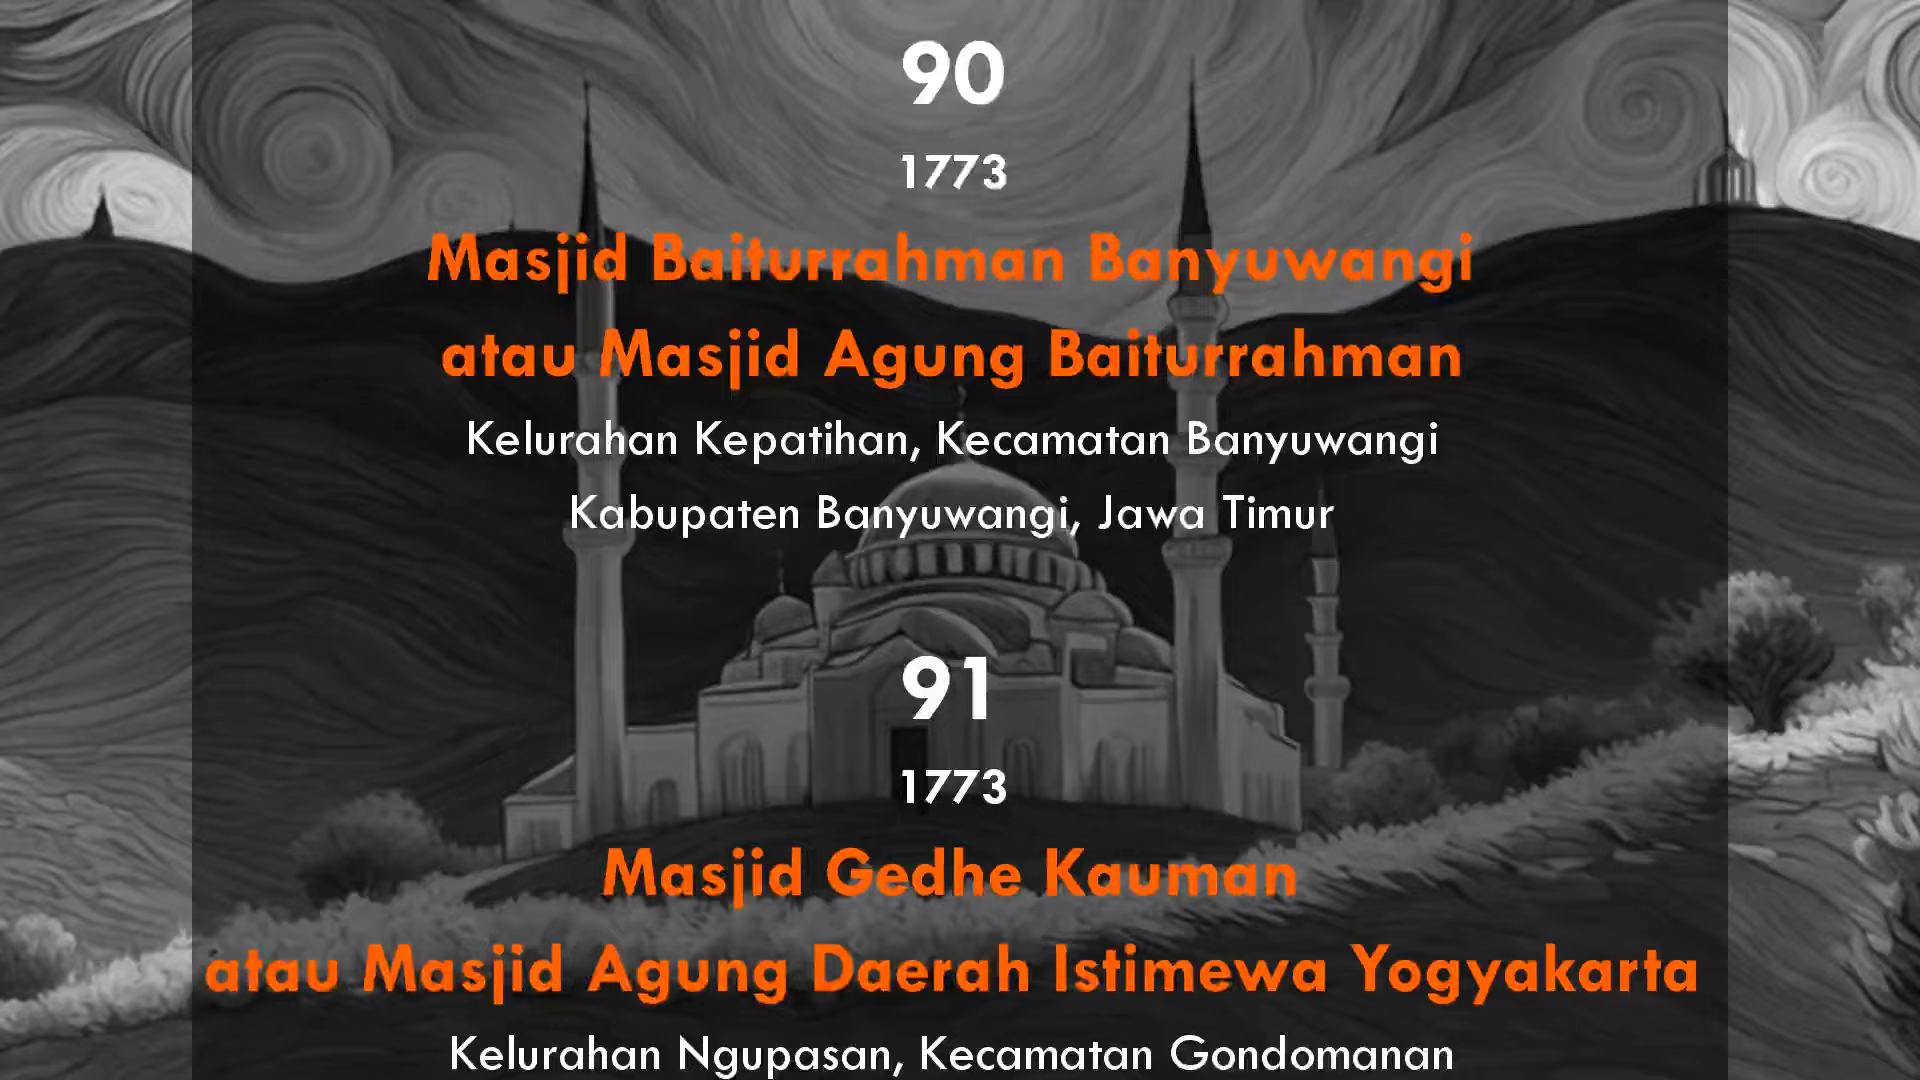 90
1773
Masjid Baiturrahman Banyuwangi
atau Masjid Agung Baiturrahman
Kelurahan Kepatihan, Kecamatan Banyuwangi
Kabupaten Banyuwangi, Jawa Timur
91
1773
Masjid Gedhe Kauman
atau Masjid Agung Daerah Istimewa Yogyakarta
Kelurahan Ngupasan, Kecamatan Gondomanan